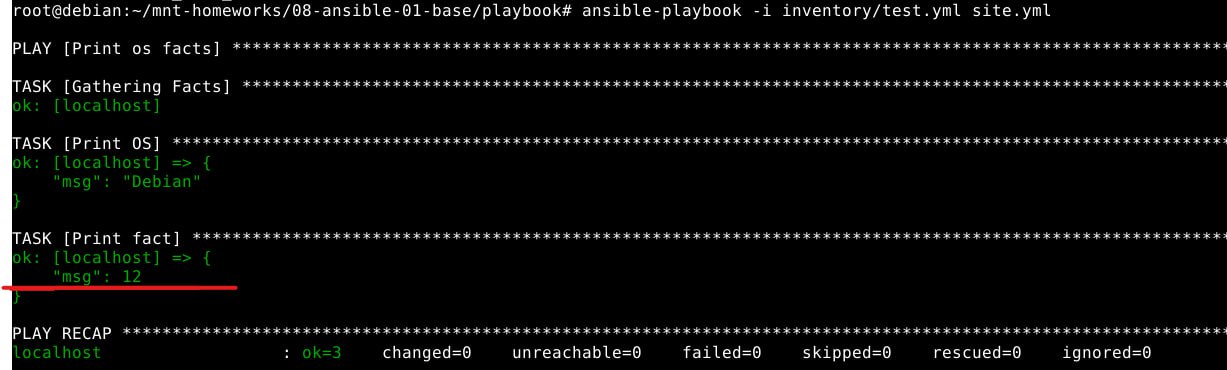 root@debian:~/mnt-homeworks/08-ansible-01-base/playbook# ansible-playbook -i inventory/test.yml site.yml
PLAY [Print os facts] ***************************************************************************************************
TASK [Gathering Facts] **************************************************************************************************
ok: [localhost]
TASK [Print OS] *********************************************************************************************************
ok: [localhost] => {
    "msg": "Debian"
}
TASK [Print fact] *******************************************************************************************************
ok: [localhost] => {
    "msg": 12
}
PLAY RECAP **************************************************************************************************************
localhost                  : ok=3    changed=0    unreachable=0    failed=0    skipped=0    rescued=0    ignored=0